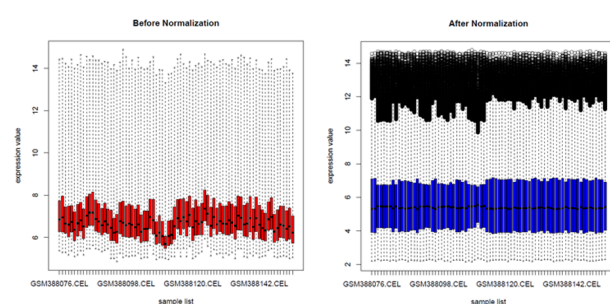 Before Normalization
expression value
14
12
10
8
6
GSM388076.CEL GSM388098.CEL GSM388120.CEL GSM388142.CEL
sample list
After Normalization
expression value
14
12
10
8
6
4
2
GSM388076.CEL GSM388098.CEL GSM388120.CEL GSM388142.CEL
sample list